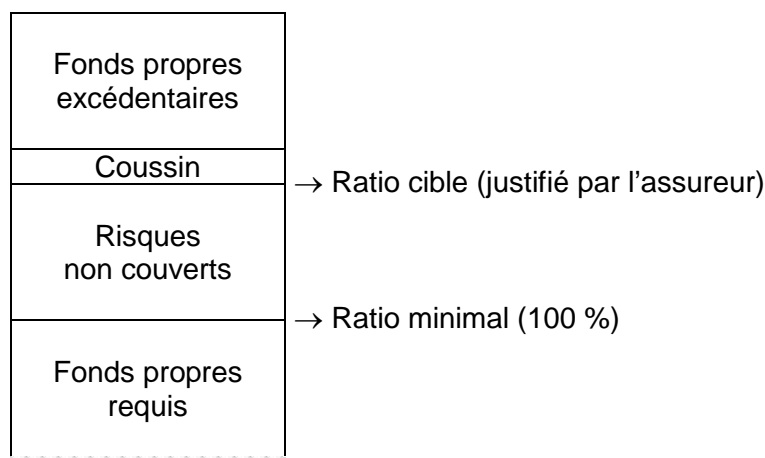 Fonds propres
excédentaires
Coussin
→ Ratio cible (justifié par l'assureur)
Risques
non couverts
→ Ratio minimal (100 %)
Fonds propres
requis